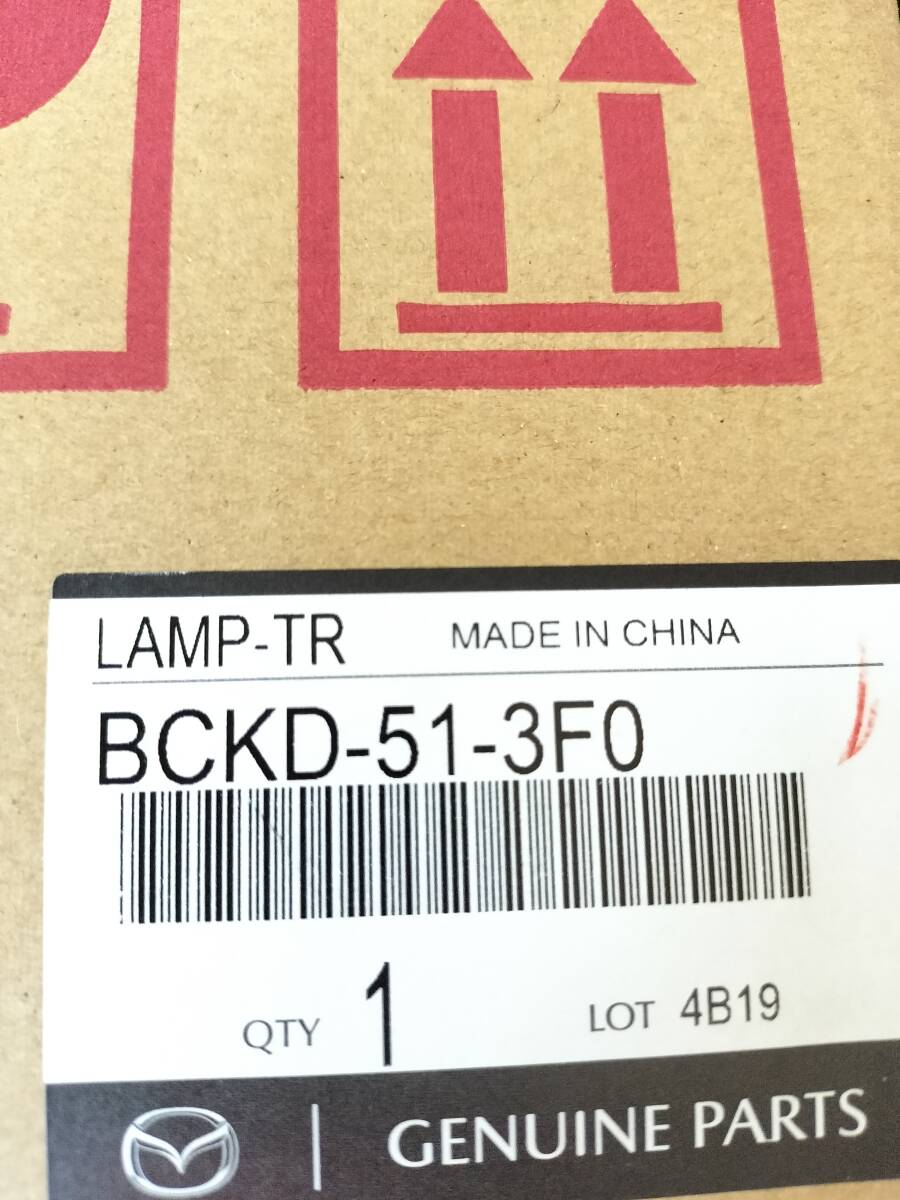 LAMP-TR MADE IN CHINA
BCKD-51-3F0
QTY 1 LOT 4B19
GENUINE PARTS